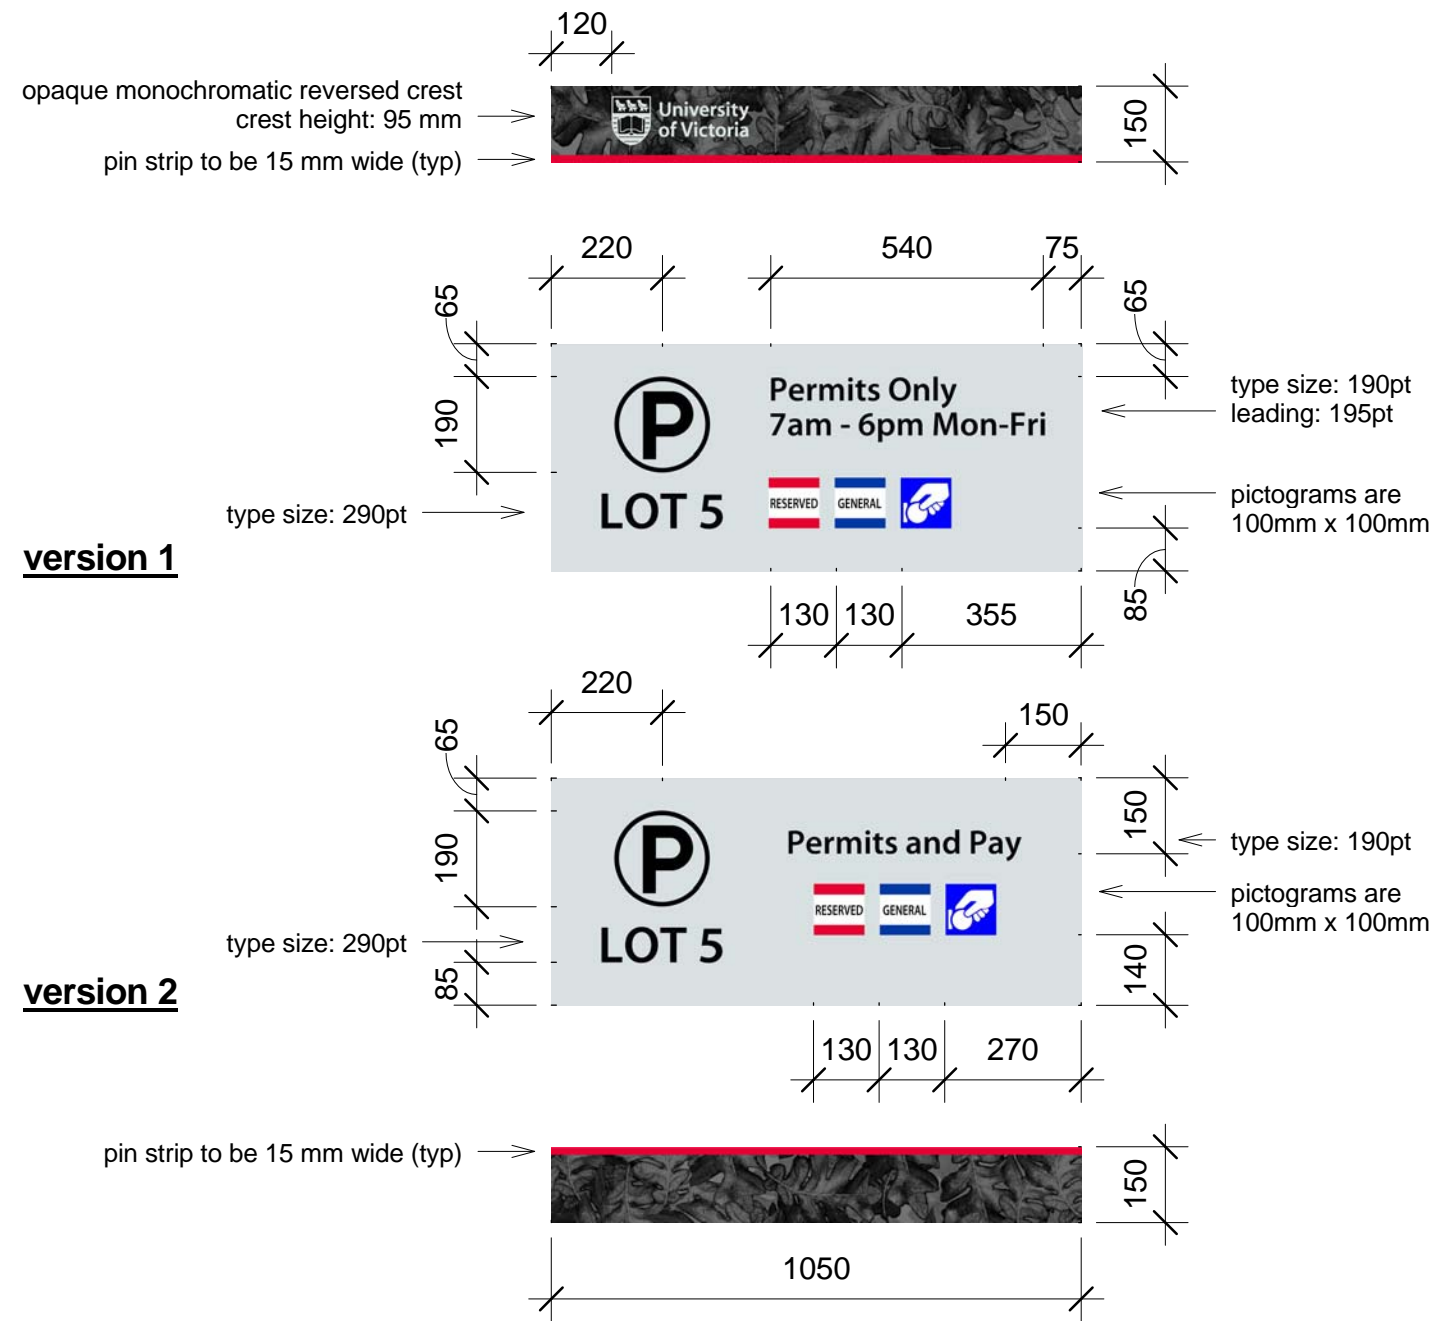 120
opaque monochromatic reversed crest
crest height: 95 mm
pin strip to be 15 mm wide (typ)
University
of Victoria
150
220
540
75
65
65
190
P
LOT 5
Permits Only
7am - 6pm Mon-Fri
RESERVED
GENERAL
type size: 190pt
leading: 195pt
pictograms are
100mm x 100mm
type size: 290pt
version 1
85
130
130
355
220
150
65
190
85
P
LOT 5
Permits and Pay
RESERVED
GENERAL
150
type size: 190pt
pictograms are
100mm x 100mm
140
type size: 290pt
version 2
130
130
270
pin strip to be 15 mm wide (typ)
150
1050